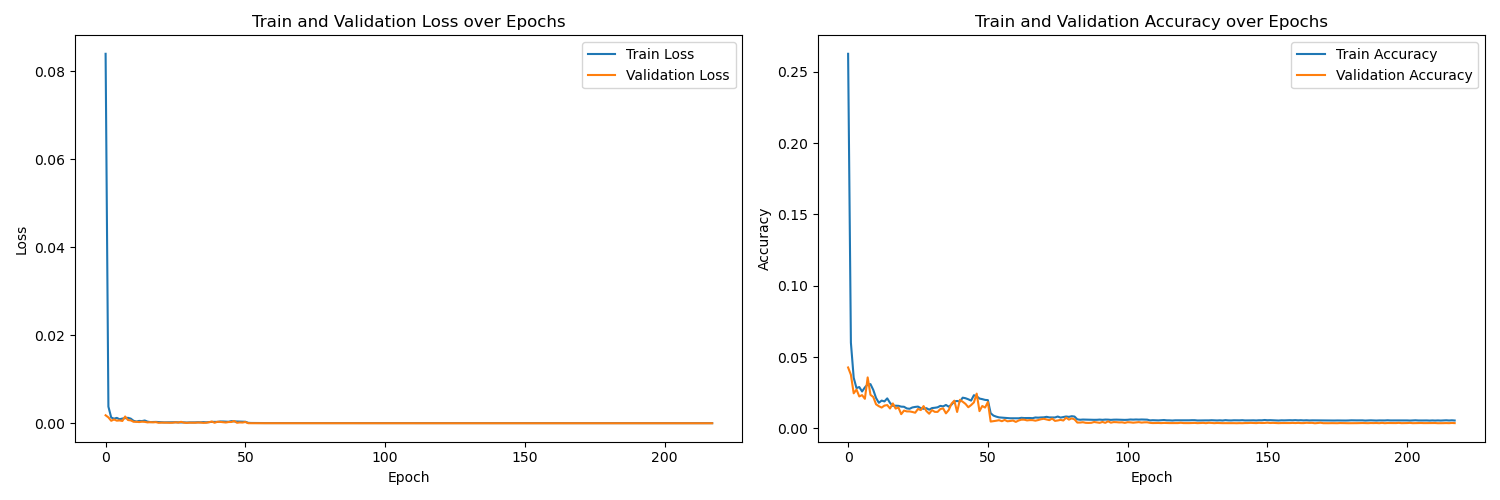 Train and Validation Loss over Epochs
Train Loss
Validation Loss
0.08
0.06
0.04
0.02
0.00
Loss
0
50
100
150
200
Epoch
Train and Validation Accuracy over Epochs
Train Accuracy
Validation Accuracy
0.25
0.20
0.15
0.10
0.05
0.00
Accuracy
0
50
100
150
200
Epoch